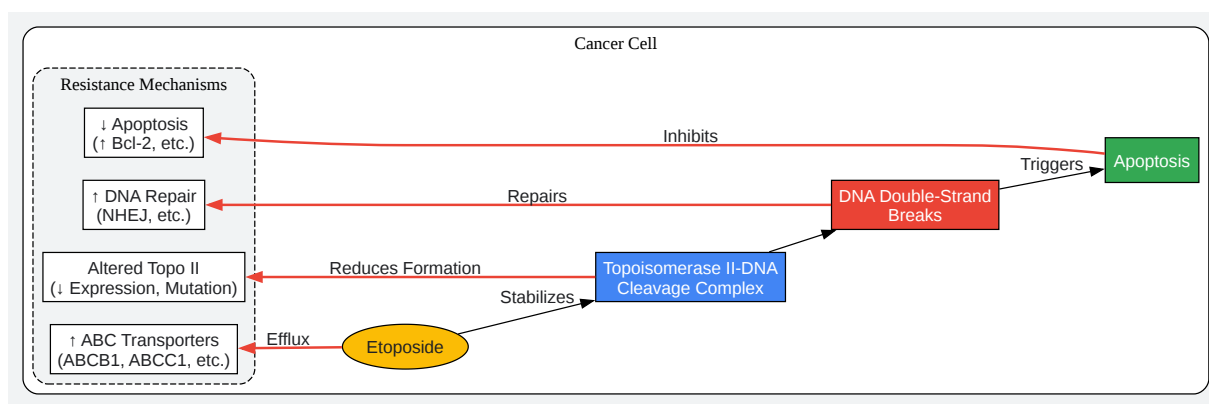 Cancer Cell
Resistance Mechanisms
↓ Apoptosis
(↑ Bcl-2, etc.)
Inhibits
Apoptosis
Triggers
↑ DNA Repair
(NHEJ, etc.)
Repairs
DNA Double-Strand
Breaks
Altered Topo II
(↓ Expression, Mutation)
Reduces Formation
Topoisomerase II-DNA
Cleavage Complex
Stabilizes
↑ ABC Transporters
(ABCB1, ABCC1, etc.)
Efflux
Etoposide